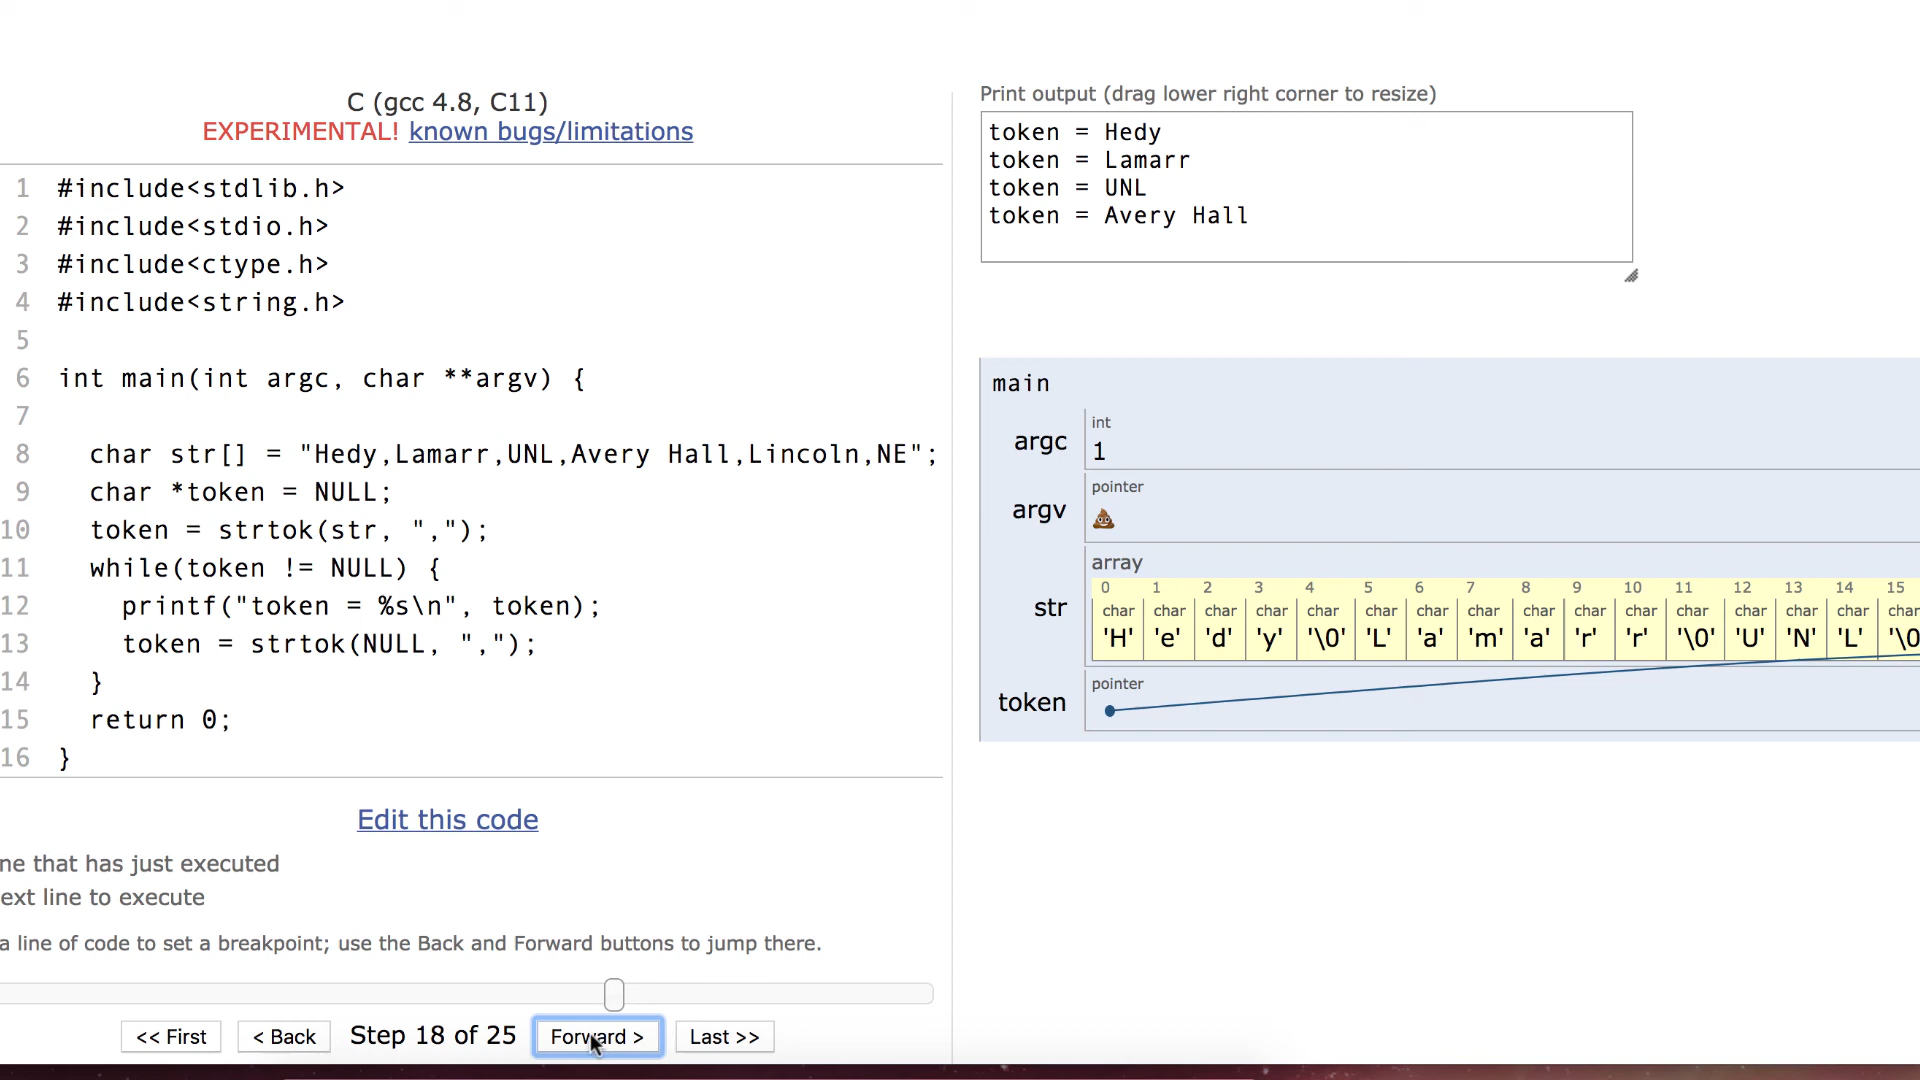 C (gcc 4.8, C11)
EXPERIMENTAL! known bugs/limitations
1 #include<stdlib.h>
2 #include<stdio.h>
3 #include<ctype.h>
4 #include<string.h>
5
6 int main(int argc, char **argv) {
7
8 char str[] = "Hedy,Lamarr,UNL,Avery Hall,Lincoln,NE";
9 char *token = NULL;
10 token = strtok(str, ",");
11 while(token != NULL) {
12 printf("token = %s\n", token);
13 token = strtok(NULL, ",");
14 }
15 return 0;
16 }
Edit this code
ne that has just executed
ext line to execute
a line of code to set a breakpoint; use the Back and Forward buttons to jump there.
<< First < Back Step 18 of 25 Forward > Last >>
Print output (drag lower right corner to resize)
token = Hedy
token = Lamarr
token = UNL
token = Avery Hall
main
argc int
1
argv pointer
str array
0 1 2 3 4 5 6 7 8 9 10 11 12 13 14 15
char char char char char char char char char char char char char char char char
'H' 'e' 'd' 'y' '\0' 'L' 'a' 'm' 'a' 'r' 'r' '\0' 'U' 'N' 'L' '\0
token pointer